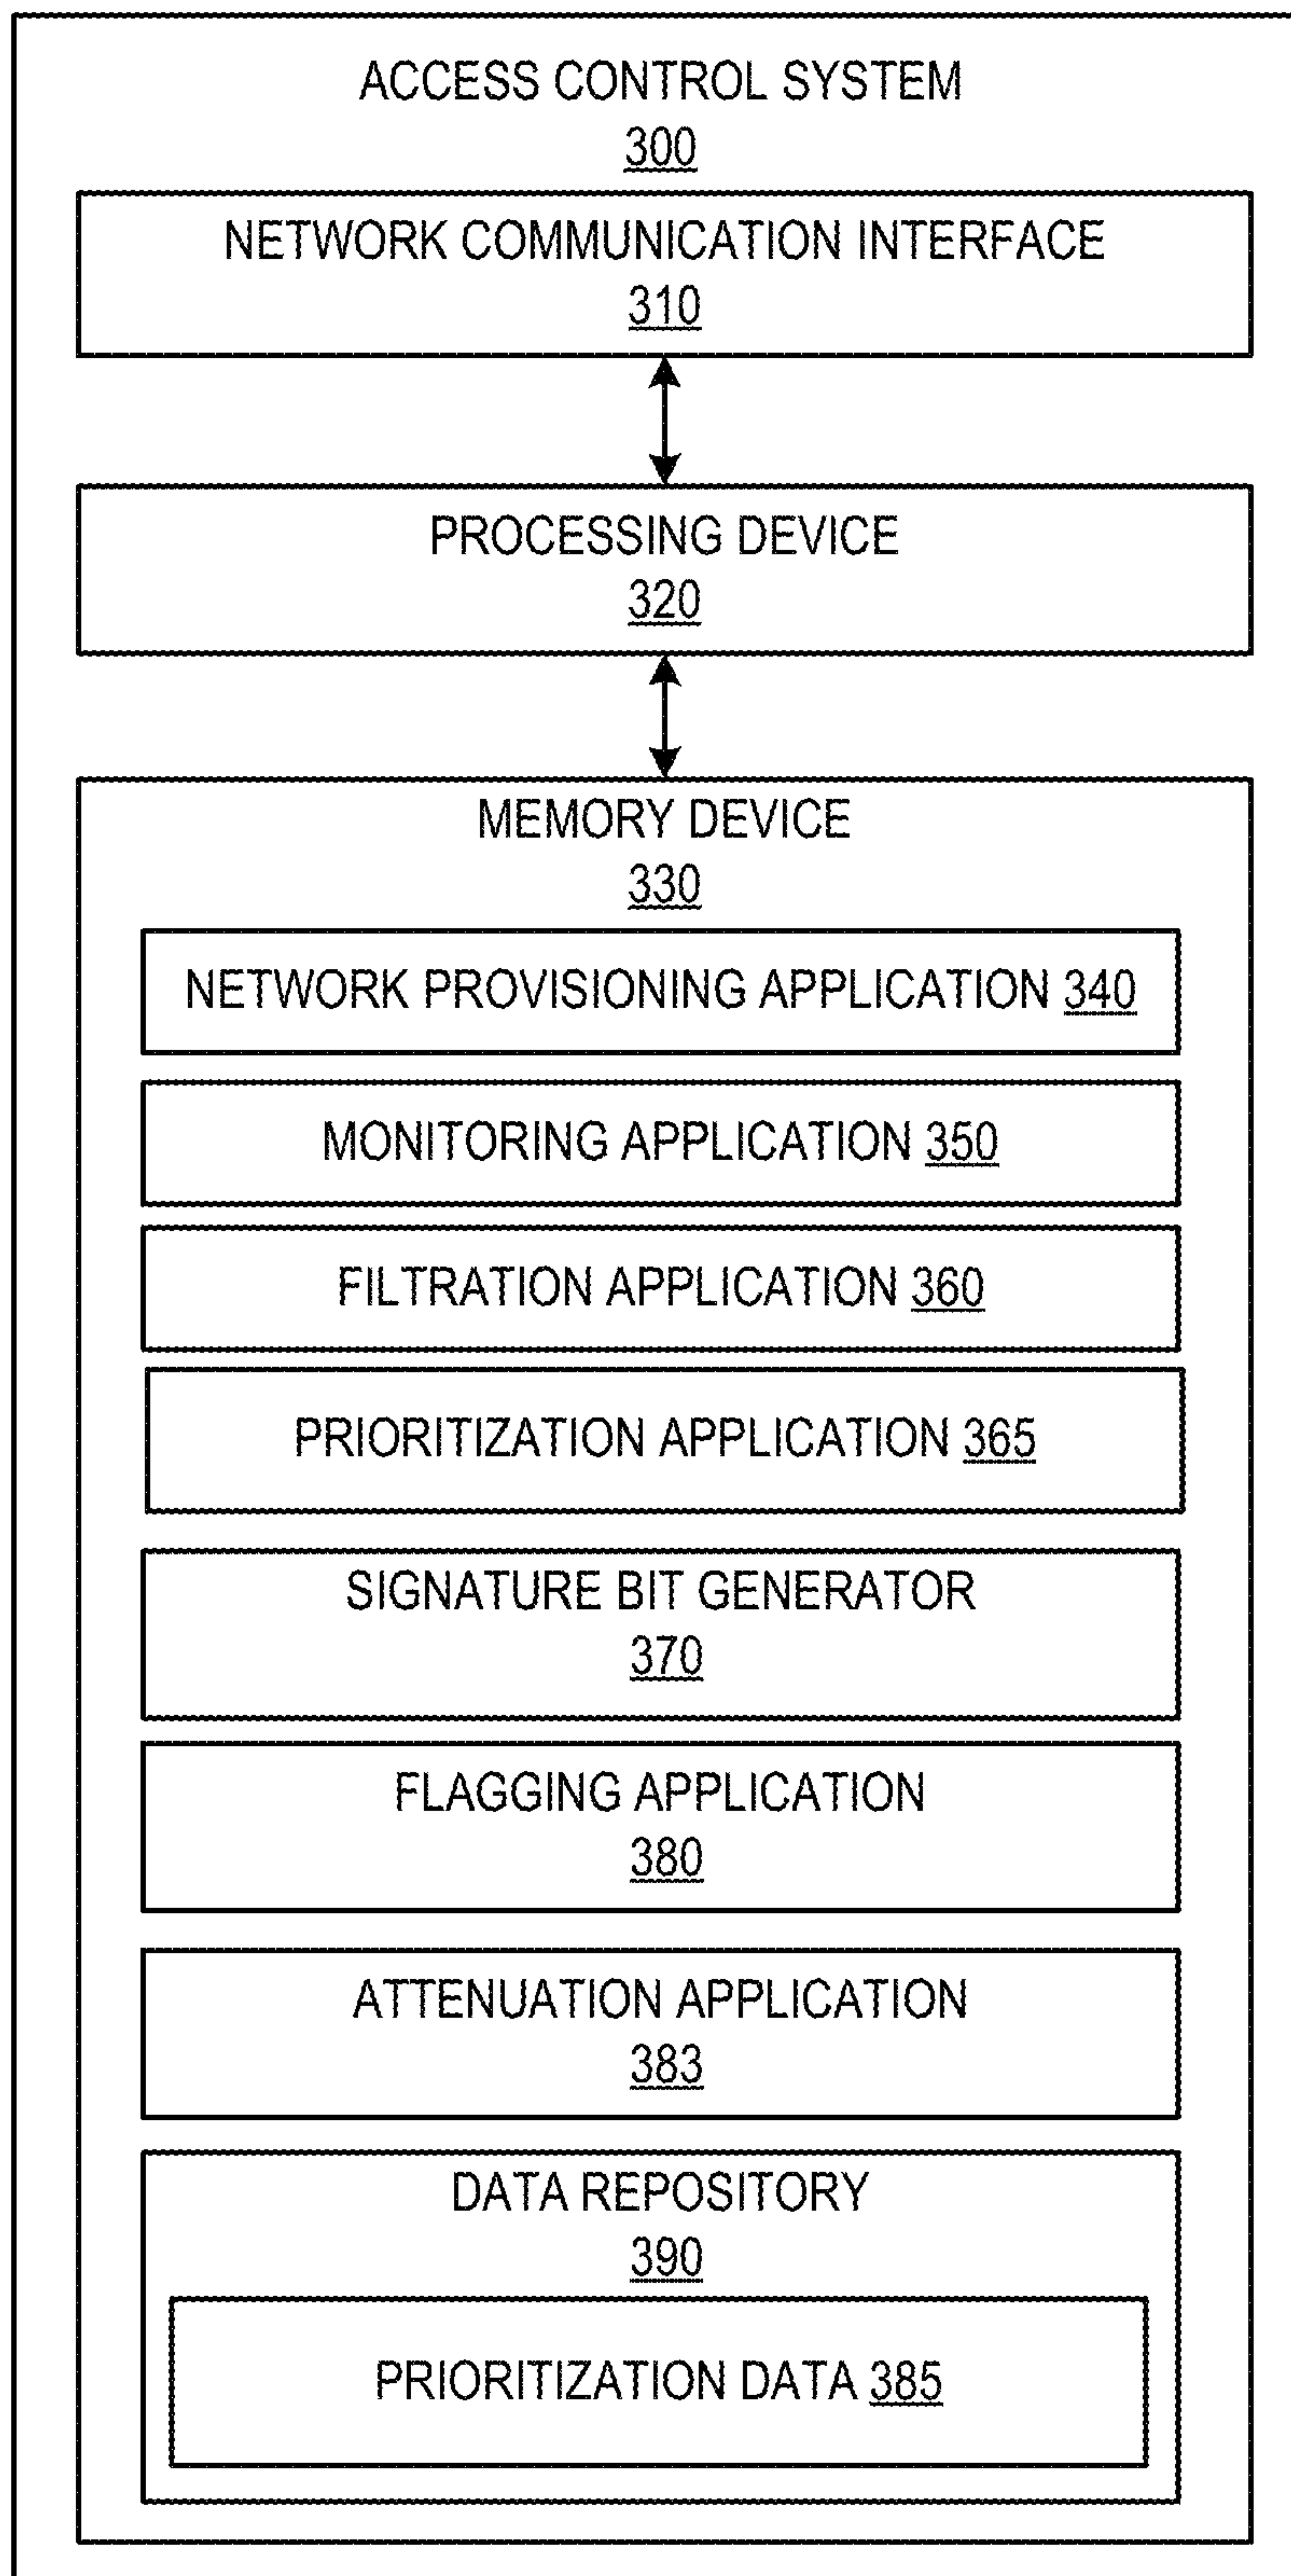 ACCESS CONTROL SYSTEM
300
NETWORK COMMUNICATION INTERFACE
310
PROCESSING DEVICE
320
MEMORY DEVICE
330
NETWORK PROVISIONING APPLICATION 340
MONITORING APPLICATION 350
FILTRATION APPLICATION 360
PRIORITIZATION APPLICATION 365
SIGNATURE BIT GENERATOR
370
FLAGGING APPLICATION
380
ATTENUATION APPLICATION
383
DATA REPOSITORY
390
PRIORITIZATION DATA 385